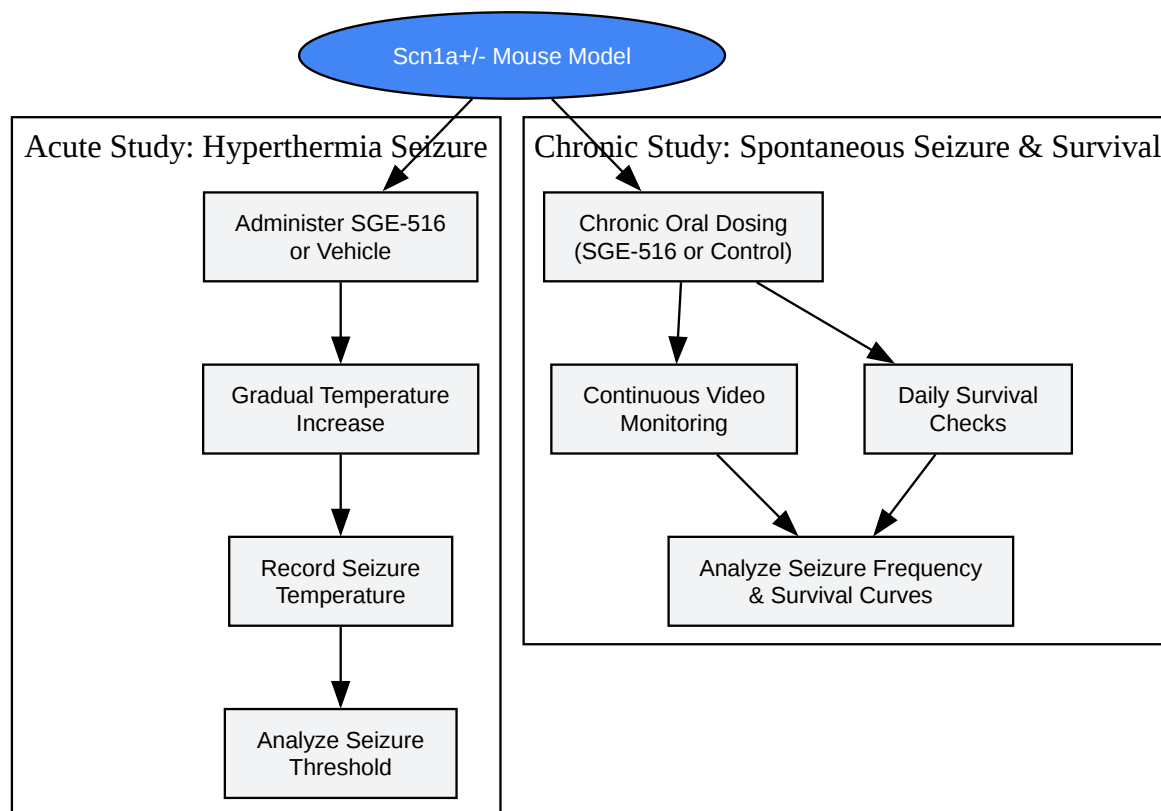 Scn1a+/- Mouse Model
Acute Study: Hyperthermia Seizure
Administer SGE-516
or Vehicle
Gradual Temperature
Increase
Record Seizure
Temperature
Analyze Seizure
Threshold
Chronic Study: Spontaneous Seizure & Survival
Chronic Oral Dosing
(SGE-516 or Control)
Continuous Video
Monitoring
Daily Survival
Checks
Analyze Seizure Frequency
& Survival Curves